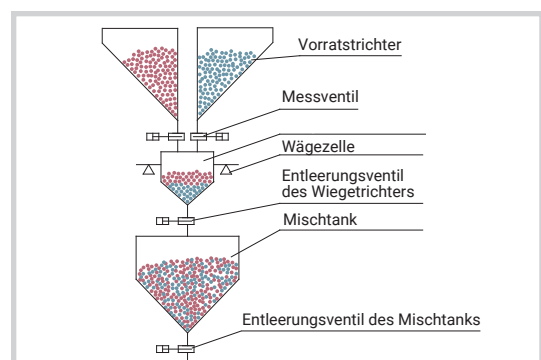 Vorratstrichter
Messventil
Wägezelle
Entleerungsventil
des Wiegetrichters
Mischtank
Entleerungsventil des Mischtanks